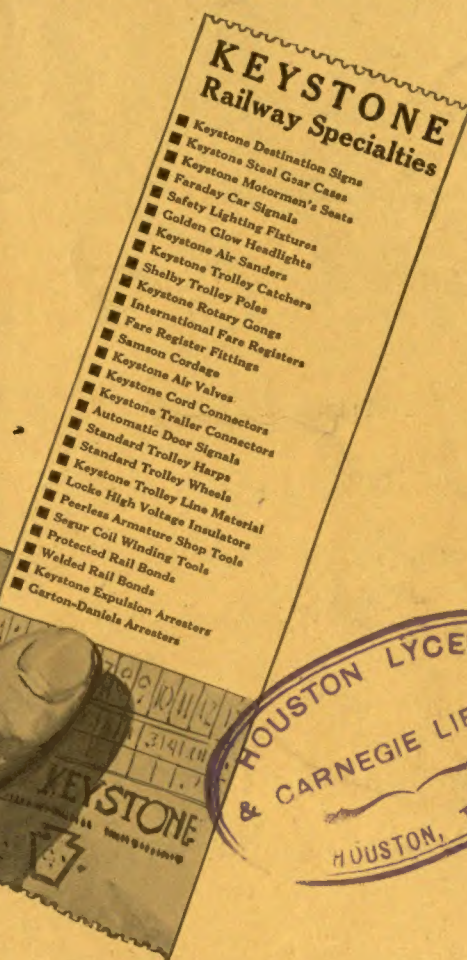 KEYSTONE
Railway Specialties
Keystone Destination Signs
Keystone Steel Gear Cases
Keystone Motormen's Seats
Faraday Car Signals
Safety Lighting Fixtures
Golden Glow Headlights
Keystone Air Sanders
Keystone Trolley Catchers
Shelby Trolley Poles
Keystone Rotary Gongs
International Fare Registers
Fare Register Fittings
Samson Cordage
Keystone Air Valves
Keystone Cord Connectors
Keystone Trailer Connectors
Automatic Door Signals
Standard Trolley Harps
Standard Trolley Wheels
Keystone Trolley Line Material
Locke High Voltage Insulators
Peerless Armature Shop Tools
Segur Coil Winding Tools
Protected Rail Bonds
Welded Rail Bonds
Keystone Expulsion Arresters
Garton-Daniels Arresters
10 11 12
KEYSTONE
HOUSTON LYCE
& CARNEGIE LI
HOUSTON,